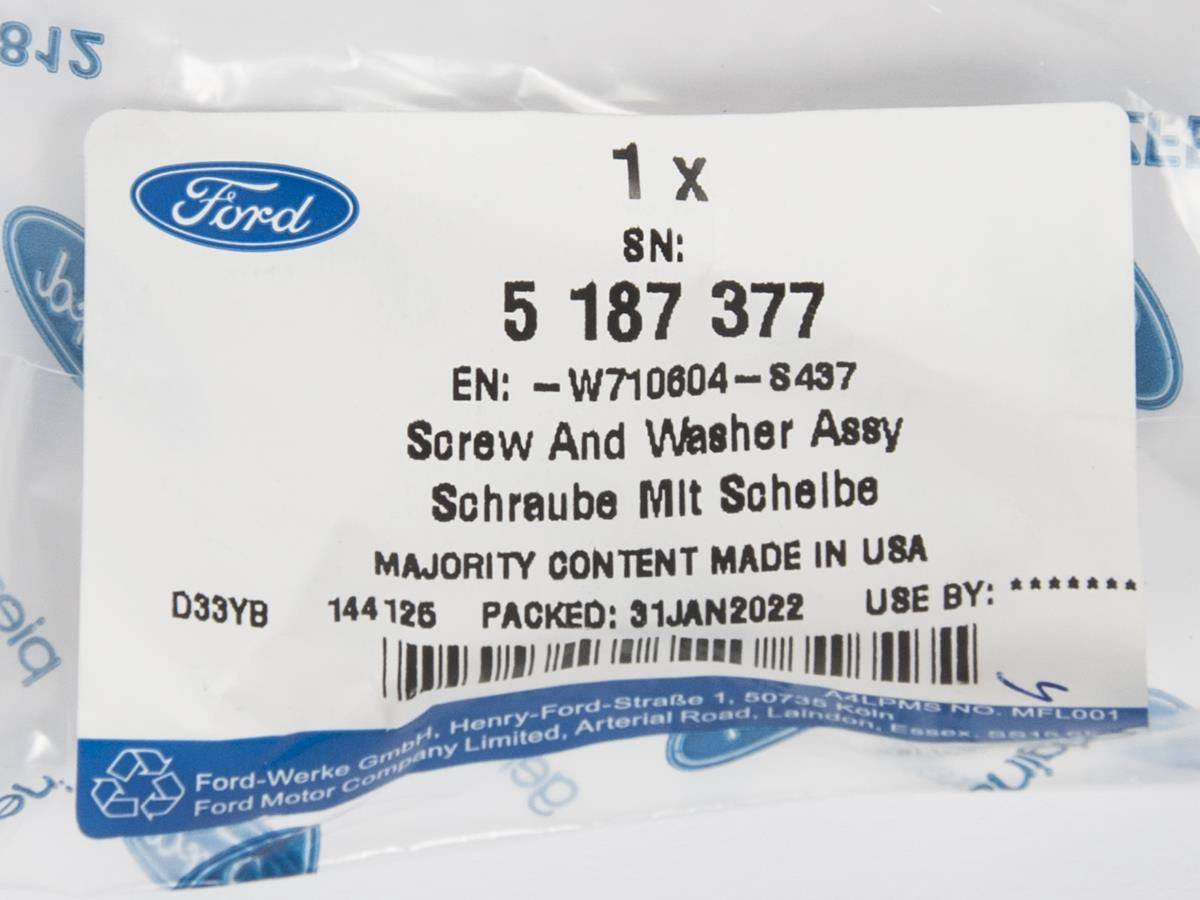 812
Ford
1 x
SN:
5 187 377
EN: -W710604-S437
Screw And Washer Assy
Schraube Mit Scheibe
MAJORITY CONTENT MADE IN USA
D33YB 144125 PACKED: 31JAN2022 USE BY: *******
Ford-Werke GmbH, Henry-Ford-Straße 1, 50735 Köln
Ford Motor Company Limited, Arterial Road, Laindon, Essex,
A4LPMS NO. MFL001